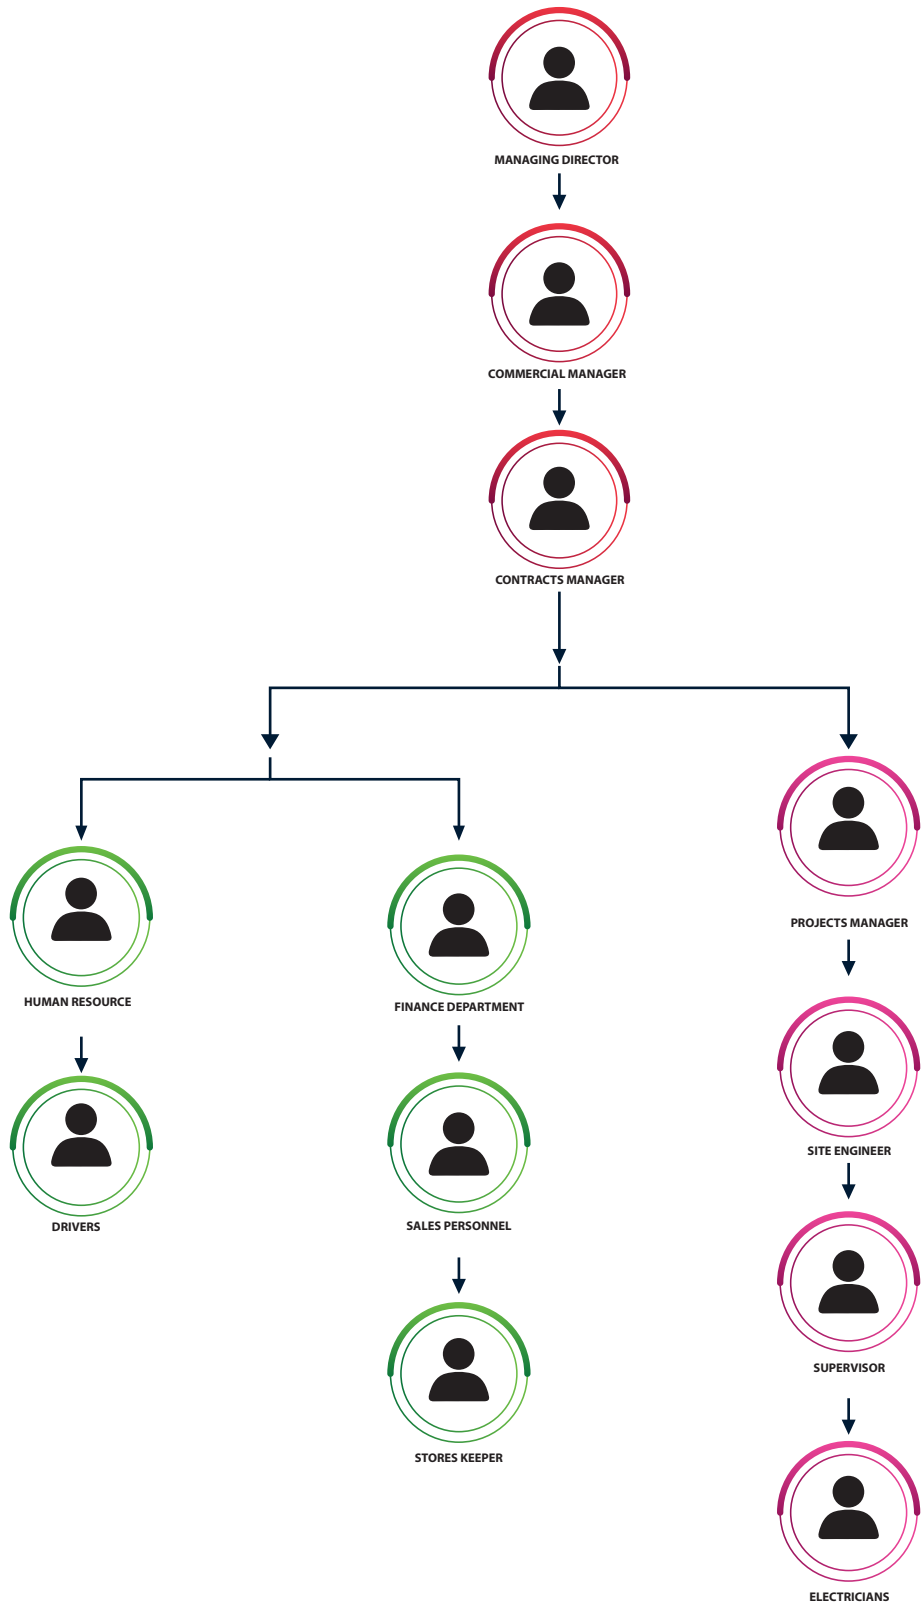 MANAGING DIRECTOR
COMMERCIAL MANAGER
CONTRACTS MANAGER
PROJECTS MANAGER
HUMAN RESOURCE
FINANCE DEPARTMENT
SITE ENGINEER
DRIVERS
SALES PERSONNEL
SUPERVISOR
STORES KEEPER
ELECTRICIANS